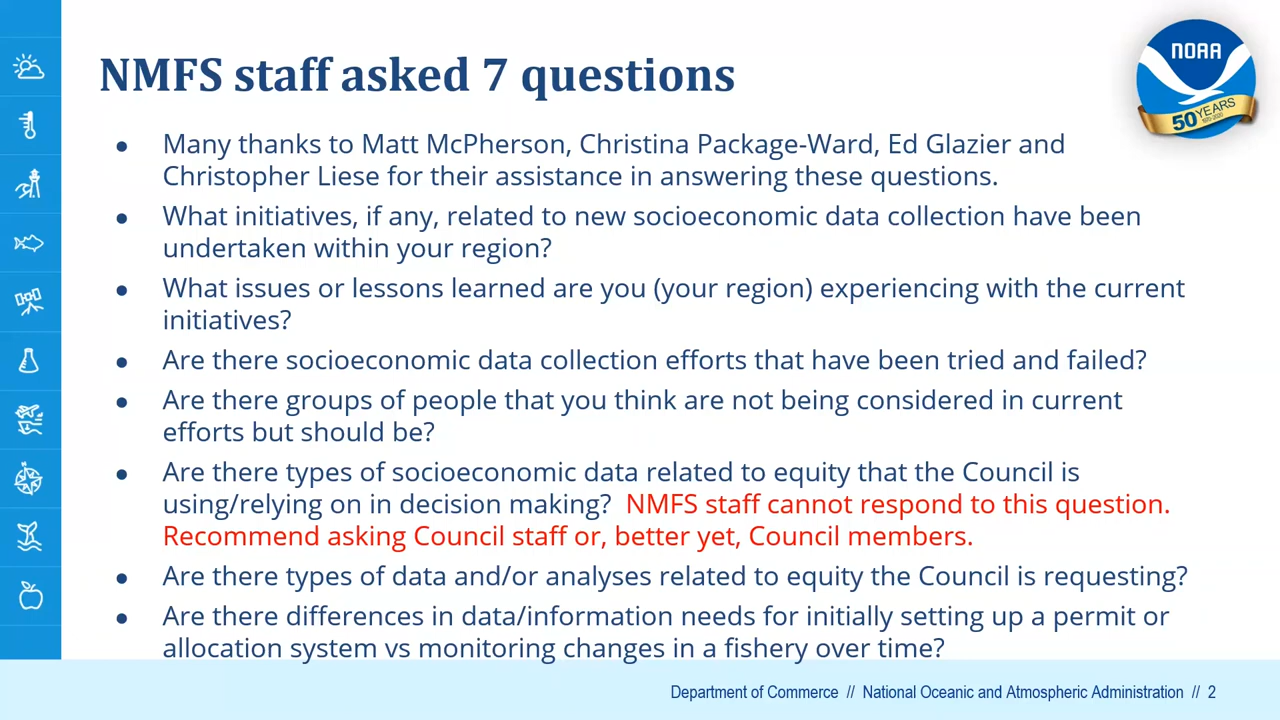 NMFS staff asked 7 questions
NOAA
50 YEARS
1970-2020
● Many thanks to Matt McPherson, Christina Package-Ward, Ed Glazier and
Christopher Liese for their assistance in answering these questions.
● What initiatives, if any, related to new socioeconomic data collection have been
undertaken within your region?
● What issues or lessons learned are you (your region) experiencing with the current
initiatives?
● Are there socioeconomic data collection efforts that have been tried and failed?
● Are there groups of people that you think are not being considered in current
efforts but should be?
● Are there types of socioeconomic data related to equity that the Council is
using/relying on in decision making? NMFS staff cannot respond to this question.
Recommend asking Council staff or, better yet, Council members.
● Are there types of data and/or analyses related to equity the Council is requesting?
● Are there differences in data/information needs for initially setting up a permit or
allocation system vs monitoring changes in a fishery over time?
Department of Commerce // National Oceanic and Atmospheric Administration // 2